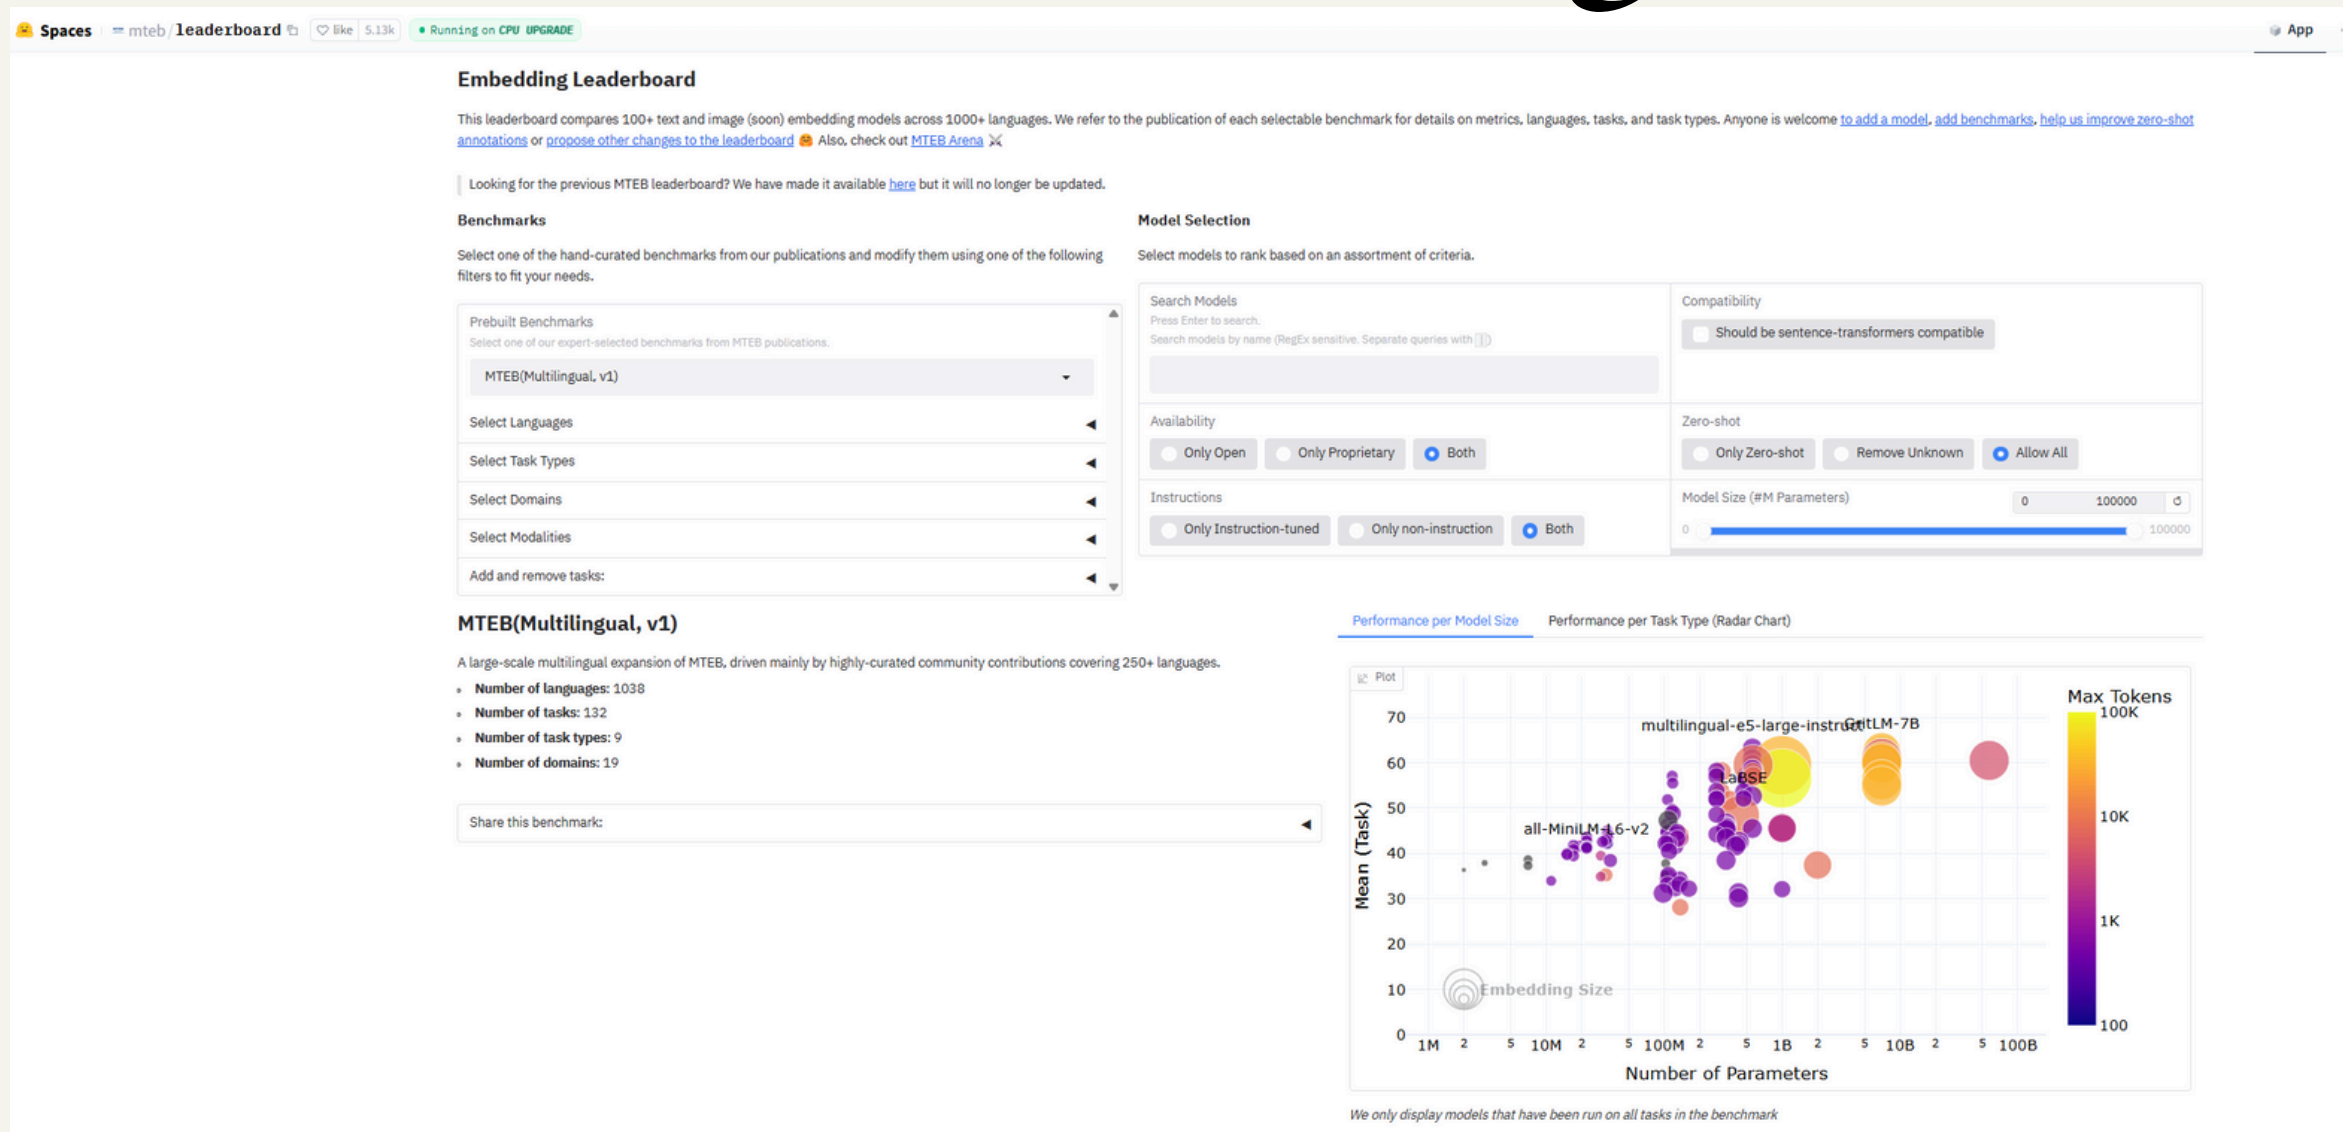 Spaces mteb/leaderboard like 5.13k Running on CPU UPGRADE App
Embedding Leaderboard
This leaderboard compares 100+ text and image (soon) embedding models across 1000+ languages. We refer to the publication of each selectable benchmark for details on metrics, languages, tasks, and task types. Anyone is welcome to add a model, add benchmarks, help us improve zero-shot
annotations or propose other changes to the leaderboard 🤗 Also, check out MTEB Arena ⚔
Looking for the previous MTEB leaderboard? We have made it available here but it will no longer be updated.
Benchmarks
Select one of the hand-curated benchmarks from our publications and modify them using one of the following
filters to fit your needs.
Prebuilt Benchmarks
Select one of our expert-selected benchmarks from MTEB publications.
MTEB(Multilingual, v1)
Select Languages
Select Task Types
Select Domains
Select Modalities
Add and remove tasks:
Model Selection
Select models to rank based on an assortment of criteria.
Search Models
Press Enter to search.
Search models by name (RegEx sensitive. Separate queries with |)
Compatibility
Should be sentence-transformers compatible
Availability
Only Open Only Proprietary Both
Zero-shot
Only Zero-shot Remove Unknown Allow All
Instructions
Only Instruction-tuned Only non-instruction Both
Model Size (#M Parameters) 0 100000
0 100000
MTEB(Multilingual, v1)
A large-scale multilingual expansion of MTEB, driven mainly by highly-curated community contributions covering 250+ languages.
Number of languages: 1038
Number of tasks: 132
Number of task types: 9
Number of domains: 19
Share this benchmark:
Performance per Model Size Performance per Task Type (Radar Chart)
Plot
Max Tokens
100K
10K
1K
100
multilingual-e5-large-instruct GritLM-7B
LaBSE
all-MiniLM-L6-v2
Embedding Size
Mean (Task)
70
60
50
40
30
20
10
0
1M 2 5 10M 2 5 100M 2 5 1B 2 5 10B 2 5 100B
Number of Parameters
We only display models that have been run on all tasks in the benchmark